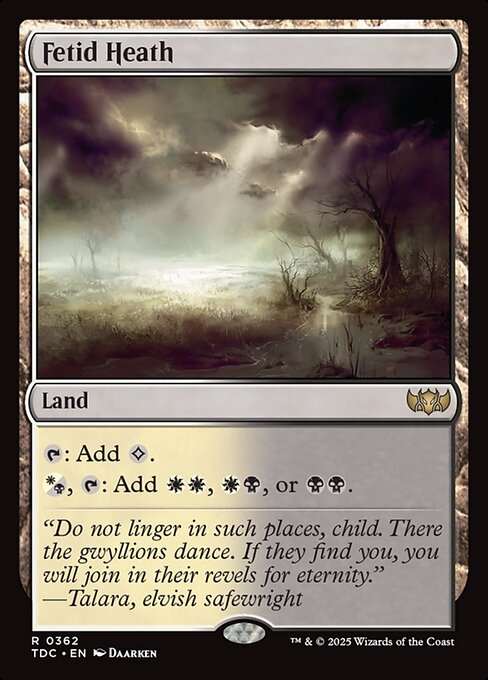 Fetid Heath
Land
: Add .
, : Add , , or .
“Do not linger in such places, child. There
the gwyllions dance. If they find you, you
will join in their revels for eternity.”
—Talara, elvish safewright
R 0362
TDC • EN DAARKEN
™ & © 2025 Wizards of the Coast